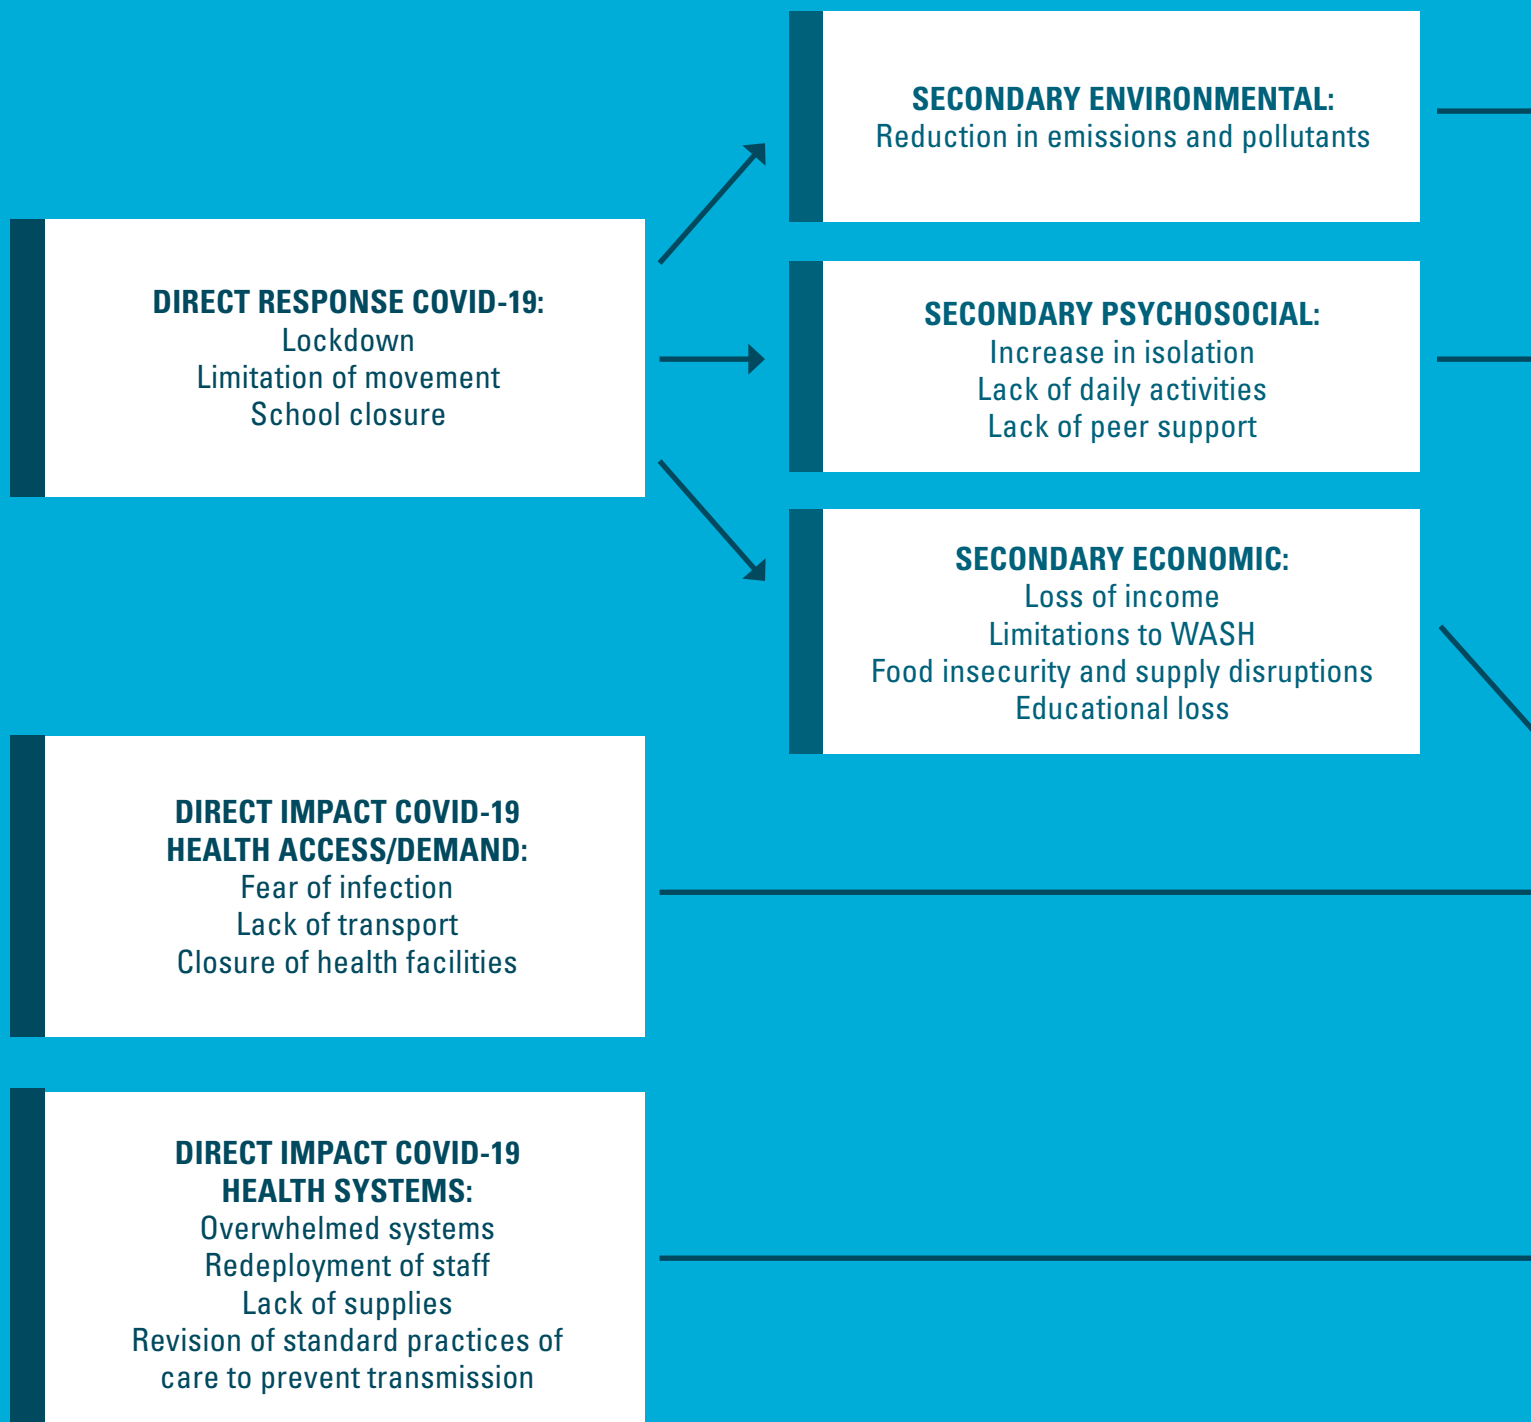 DIRECT RESPONSE COVID-19:
Lockdown
Limitation of movement
School closure
DIRECT IMPACT COVID-19
HEALTH ACCESS/DEMAND:
Fear of infection
Lack of transport
Closure of health facilities
DIRECT IMPACT COVID-19
HEALTH SYSTEMS:
Overwhelmed systems
Redeployment of staff
Lack of supplies
Revision of standard practices of
care to prevent transmission
SECONDARY ENVIRONMENTAL:
Reduction in emissions and pollutants
SECONDARY PSYCHOSOCIAL:
Increase in isolation
Lack of daily activities
Lack of peer support
SECONDARY ECONOMIC:
Loss of income
Limitations to WASH
Food insecurity and supply disruptions
Educational loss